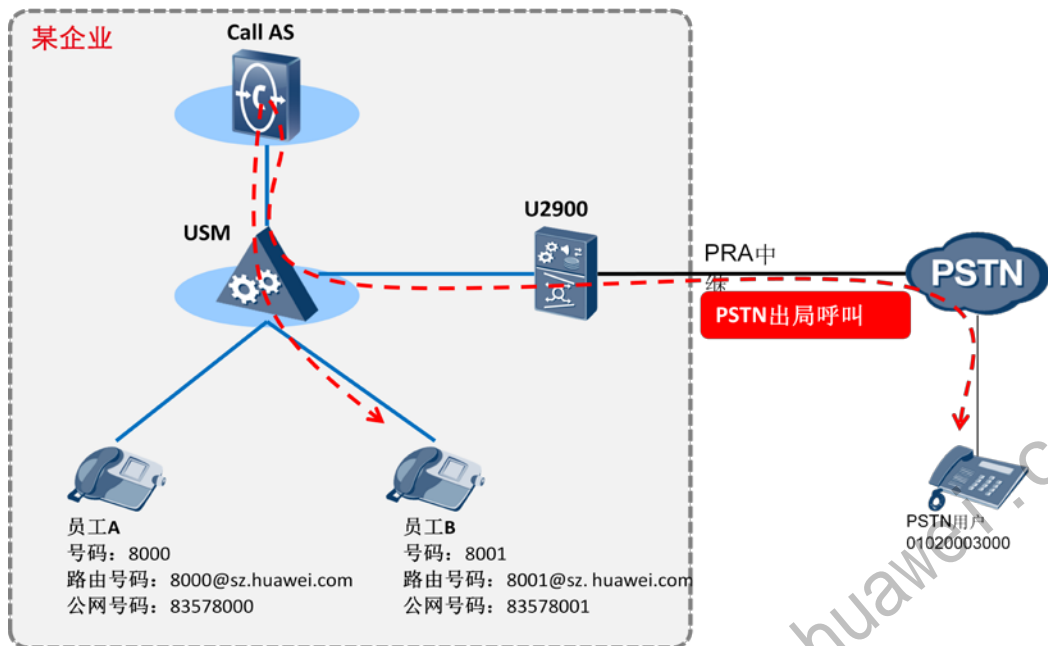 某企业
Call AS
USM
U2900
PRA中
继
PSTN出局呼叫
PSTN
员工A
号码：8000
路由号码：8000@sz.huawei.com
公网号码：83578000
员工B
号码：8001
路由号码：8001@sz. huawei.com
公网号码：83578001
PSTN用户
01020003000
huawei.c